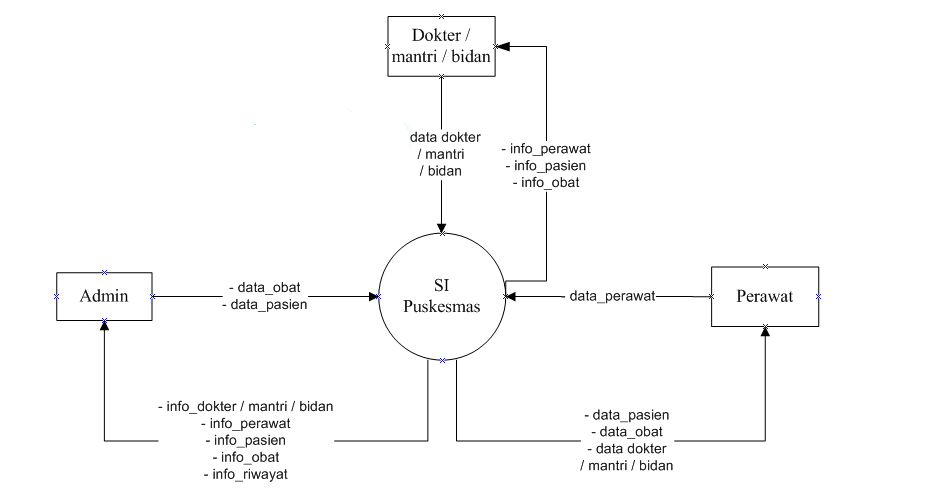 Dokter /
mantri / bidan
data dokter
/ mantri
/ bidan
- info_perawat
- info_pasien
- info_obat
Admin
- data_obat
- data_pasien
SI
Puskesmas
data_perawat
Perawat
- info_dokter / mantri / bidan
- info_perawat
- info_pasien
- info_obat
- info_riwayat
- data_pasien
- data_obat
- data dokter
/ mantri / bidan